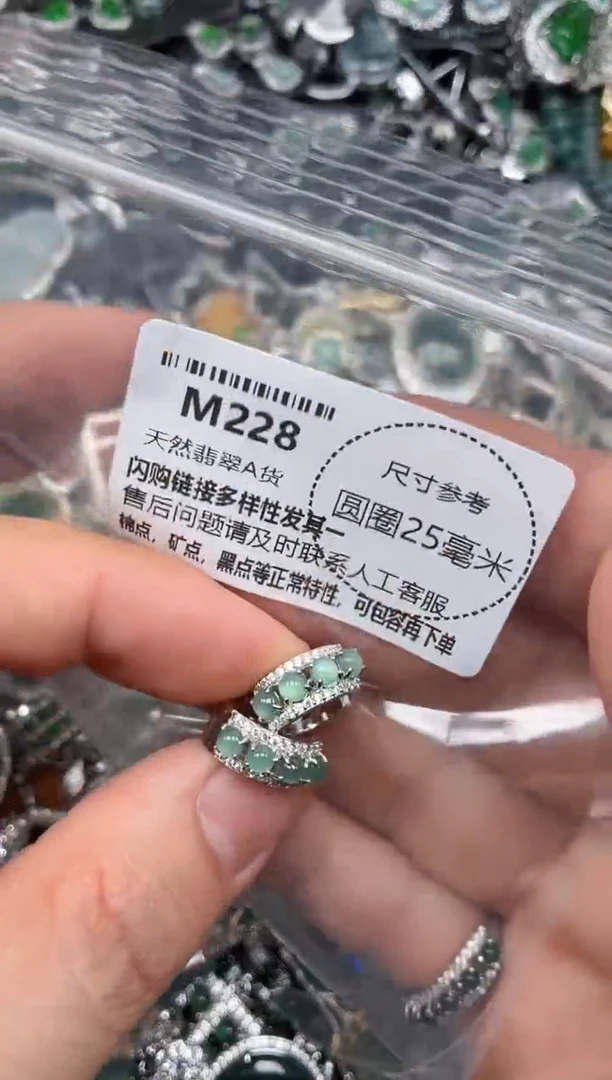 M228
天然翡翠A货
闪购链接多样性发其一
售后问题请及时联系人工客服
棉点，矿点，黑点等正常特性，可包容再下单
尺寸参考
圆圈25毫米